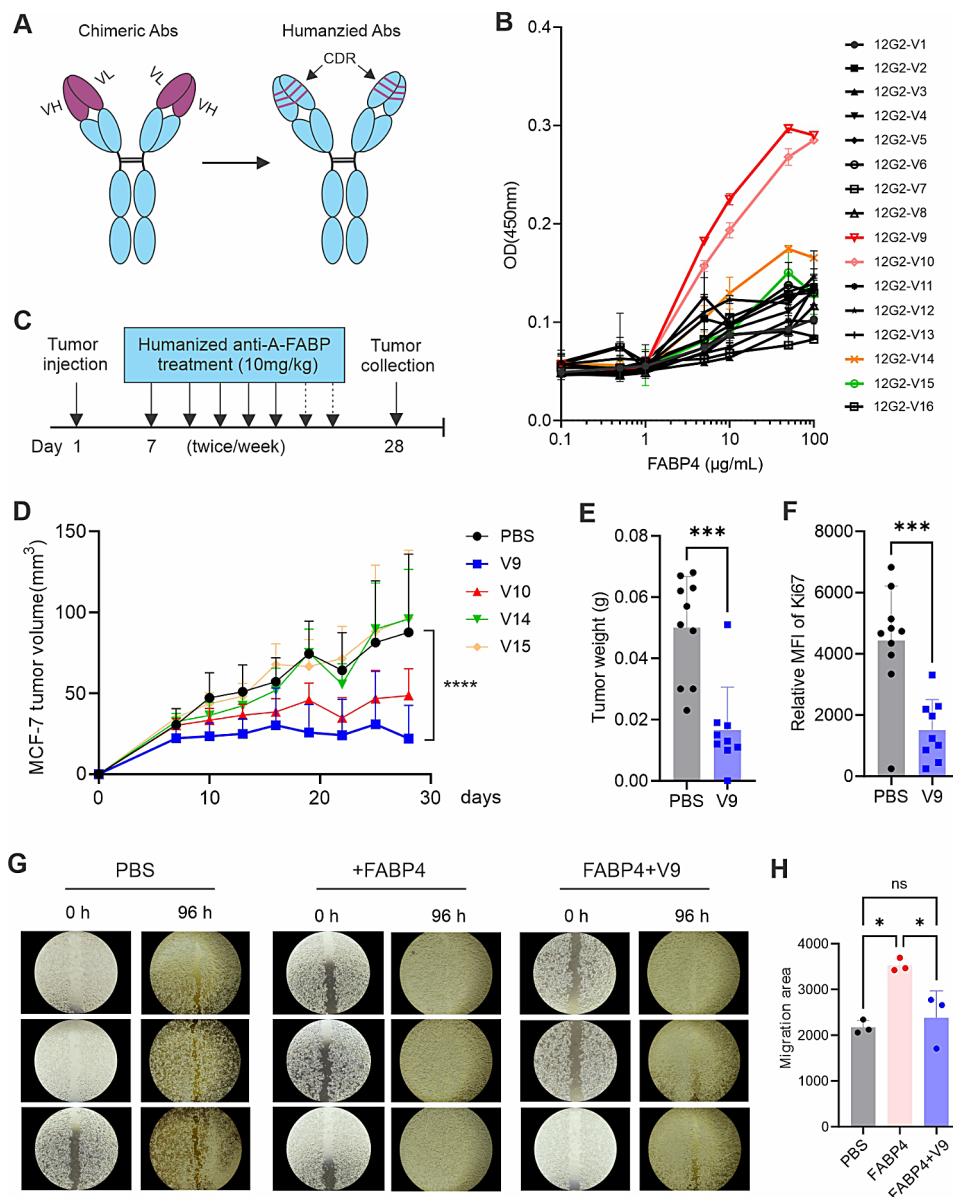 A
Chimeric Abs
Humanzied Abs
VL
VL
VH
VH
CDR
B
OD(450nm)
0.4
0.3
0.2
0.1
0.0
0.1
1
10
100
FABP4 (µg/mL)
12G2-V1
12G2-V2
12G2-V3
12G2-V4
12G2-V5
12G2-V6
12G2-V7
12G2-V8
12G2-V9
12G2-V10
12G2-V11
12G2-V12
12G2-V13
12G2-V14
12G2-V15
12G2-V16
C
Tumor
injection
Humanized anti-A-FABP
treatment (10mg/kg)
Tumor
collection
Day 1
7
(twice/week)
28
D
MCF-7 tumor volume(mm³)
150
100
50
0
0
10
20
30
days
PBS
V9
V10
V14
V15
****
E
Tumor weight (g)
0.08
0.06
0.04
0.02
0.00
***
PBS
V9
F
Relative MFI of Ki67
8000
6000
4000
2000
0
***
PBS
V9
G
PBS
+FABP4
FABP4+V9
0 h
96 h
0 h
96 h
0 h
96 h
H
Migration area
ns
*
*
4000
3000
2000
1000
0
PBS
FABP4
FABP4+V9